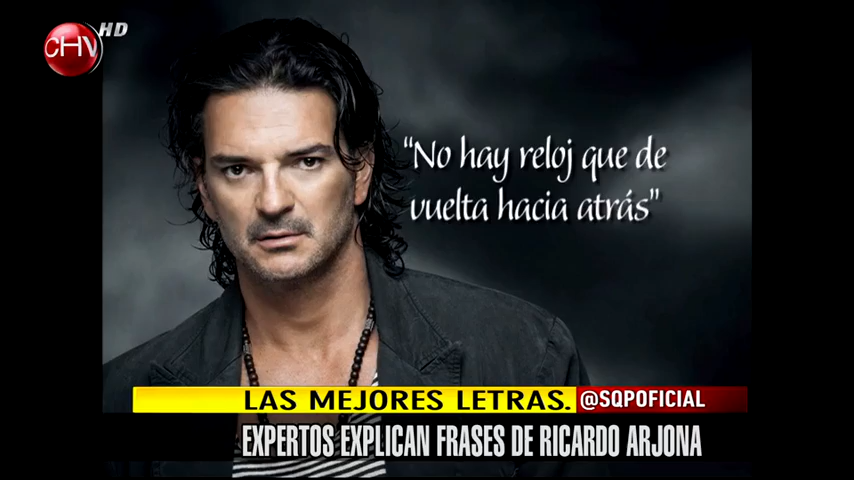 CHV HD
"No hay reloj que de
vuelta hacia atrás"
LAS MEJORES LETRAS. @SQPOFICIAL
EXPERTOS EXPLICAN FRASES DE RICARDO ARJONA